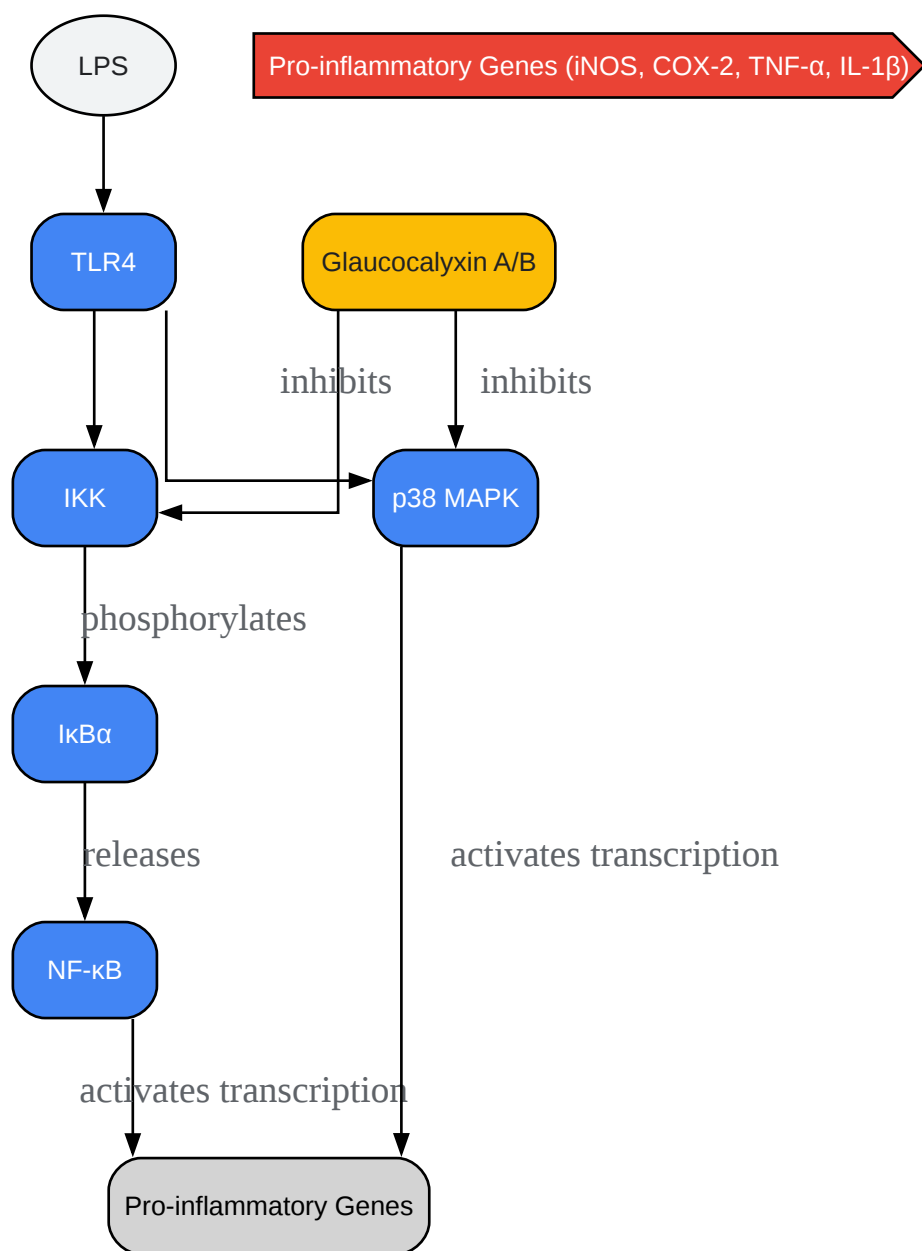 LPS
Pro-inflammatory Genes (iNOS, COX-2, TNF-α, IL-1β)
TLR4
Glaucocalyxin A/B
inhibits
inhibits
IKK
p38 MAPK
phosphorylates
IκBα
releases
activates transcription
NF-κB
activates transcription
Pro-inflammatory Genes